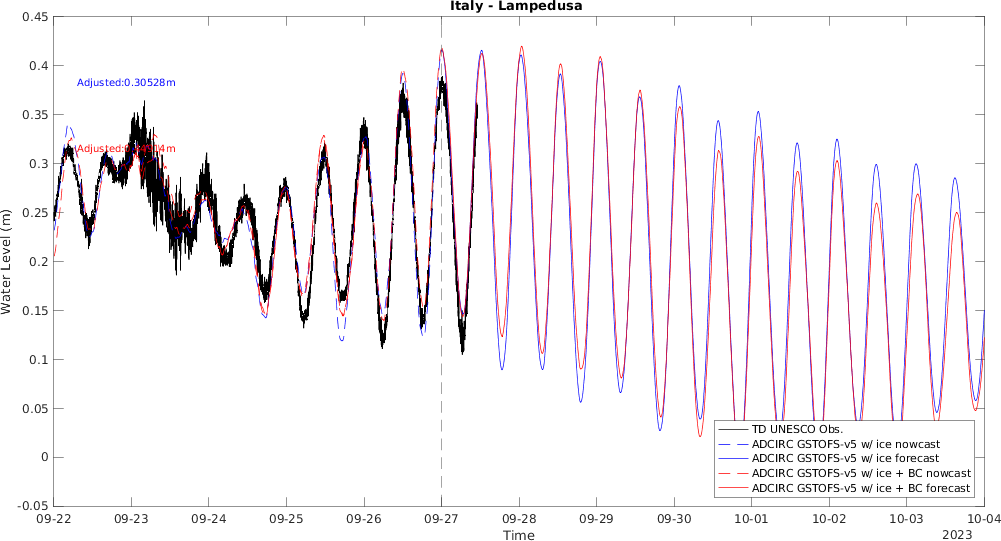 Italy - Lampedusa
Water Level (m)
0.45
0.4
0.35
0.3
0.25
0.2
0.15
0.1
0.05
0
-0.05
Adjusted:0.30528m
TD UNESCO Obs.
ADCIRC GSTOFS-v5 w/ ice nowcast
ADCIRC GSTOFS-v5 w/ ice forecast
ADCIRC GSTOFS-v5 w/ ice + BC nowcast
ADCIRC GSTOFS-v5 w/ ice + BC forecast
09-22 09-23 09-24 09-25 09-26 09-27 09-28 09-29 09-30 10-01 10-02 10-03 10-04
Time
2023